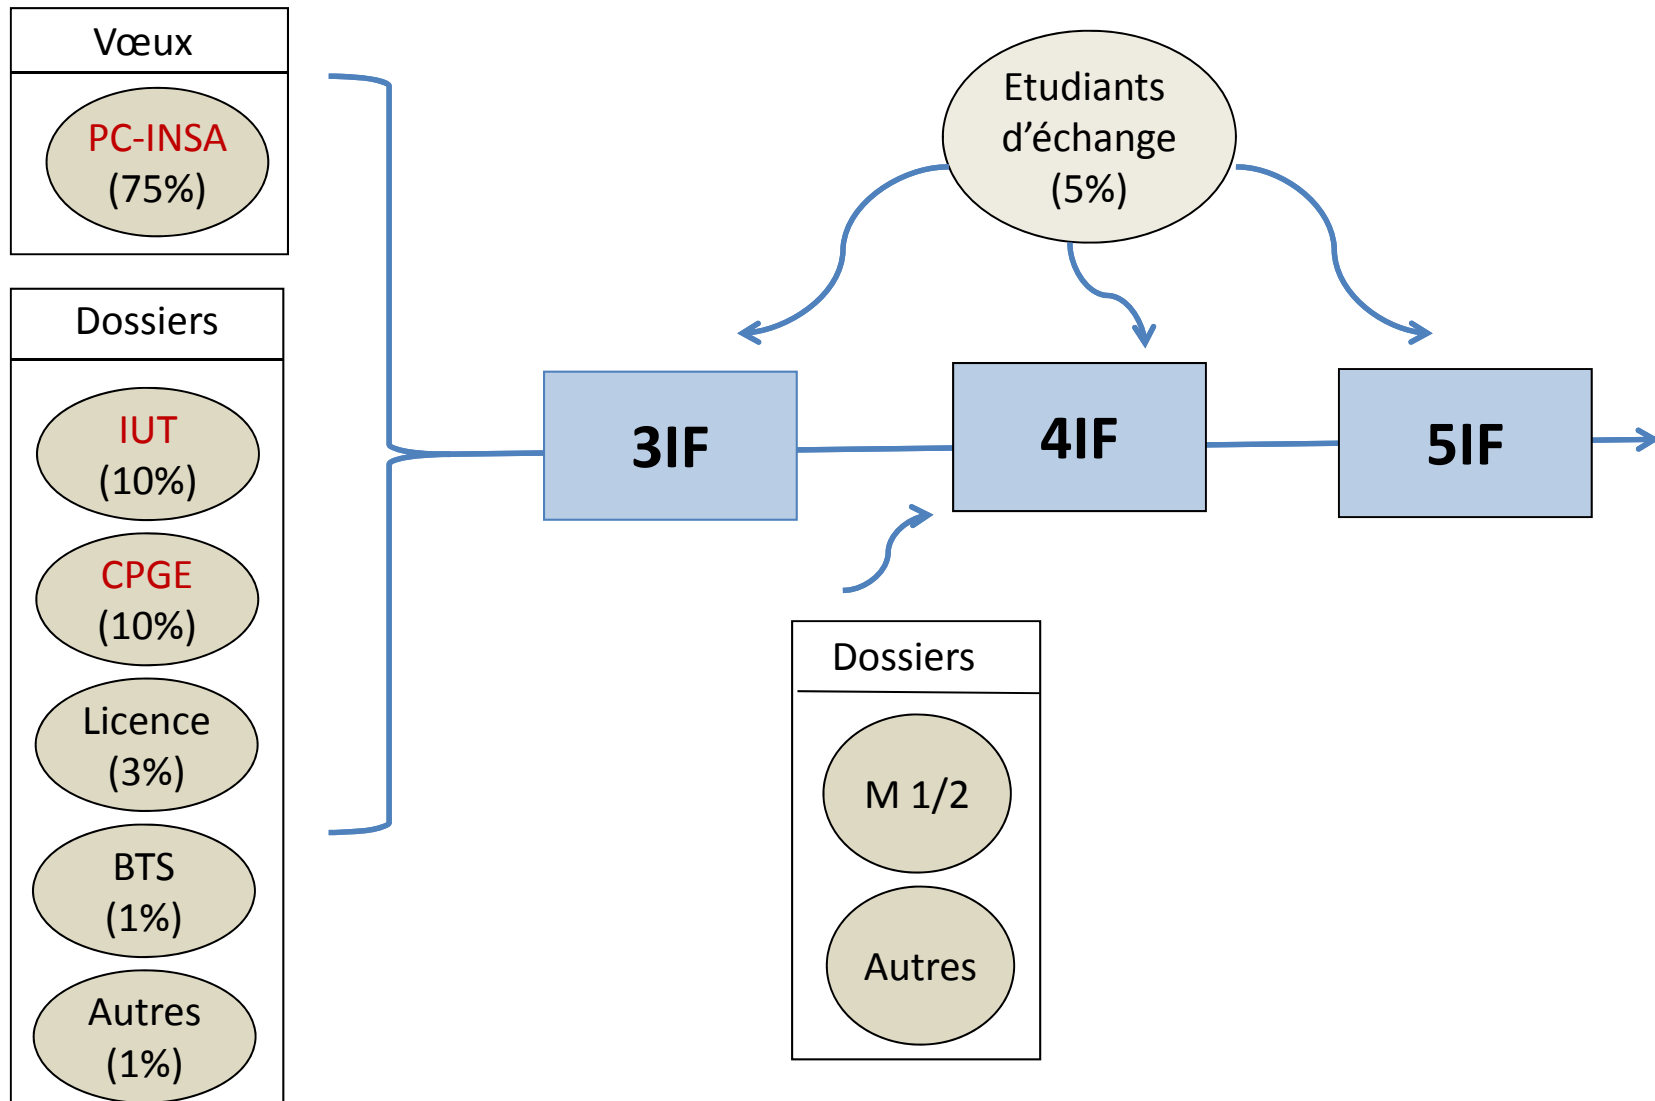 Vœux
PC-INSA
(75%)
Dossiers
IUT
(10%)
CPGE
(10%)
Licence
(3%)
BTS
(1%)
Autres
(1%)
Etudiants
d’échange
(5%)
3IF
4IF
5IF
Dossiers
M 1/2
Autres